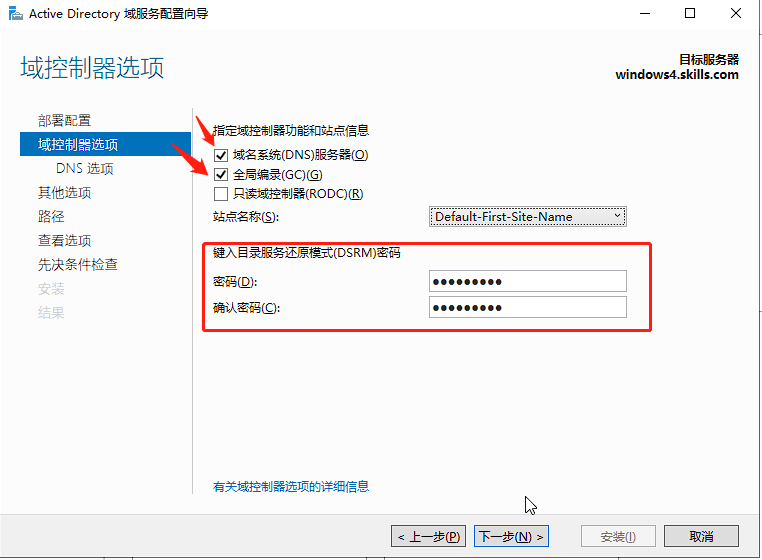 Active Directory 域服务配置向导
域控制器选项
目标服务器
windows4.skills.com
部署配置
域控制器选项
DNS 选项
其他选项
路径
查看选项
先决条件检查
安装
结果
指定域控制器功能和站点信息
域名系统(DNS)服务器(O)
全局编录(GC)(G)
只读域控制器(RODC)(R)
站点名称(S): Default-First-Site-Name
键入目录服务还原模式(DSRM)密码
密码(D): ●●●●●●●●●
确认密码(C): ●●●●●●●●●
有关域控制器选项的详细信息
< 上一步(P) 下一步(N) > 安装(I) 取消